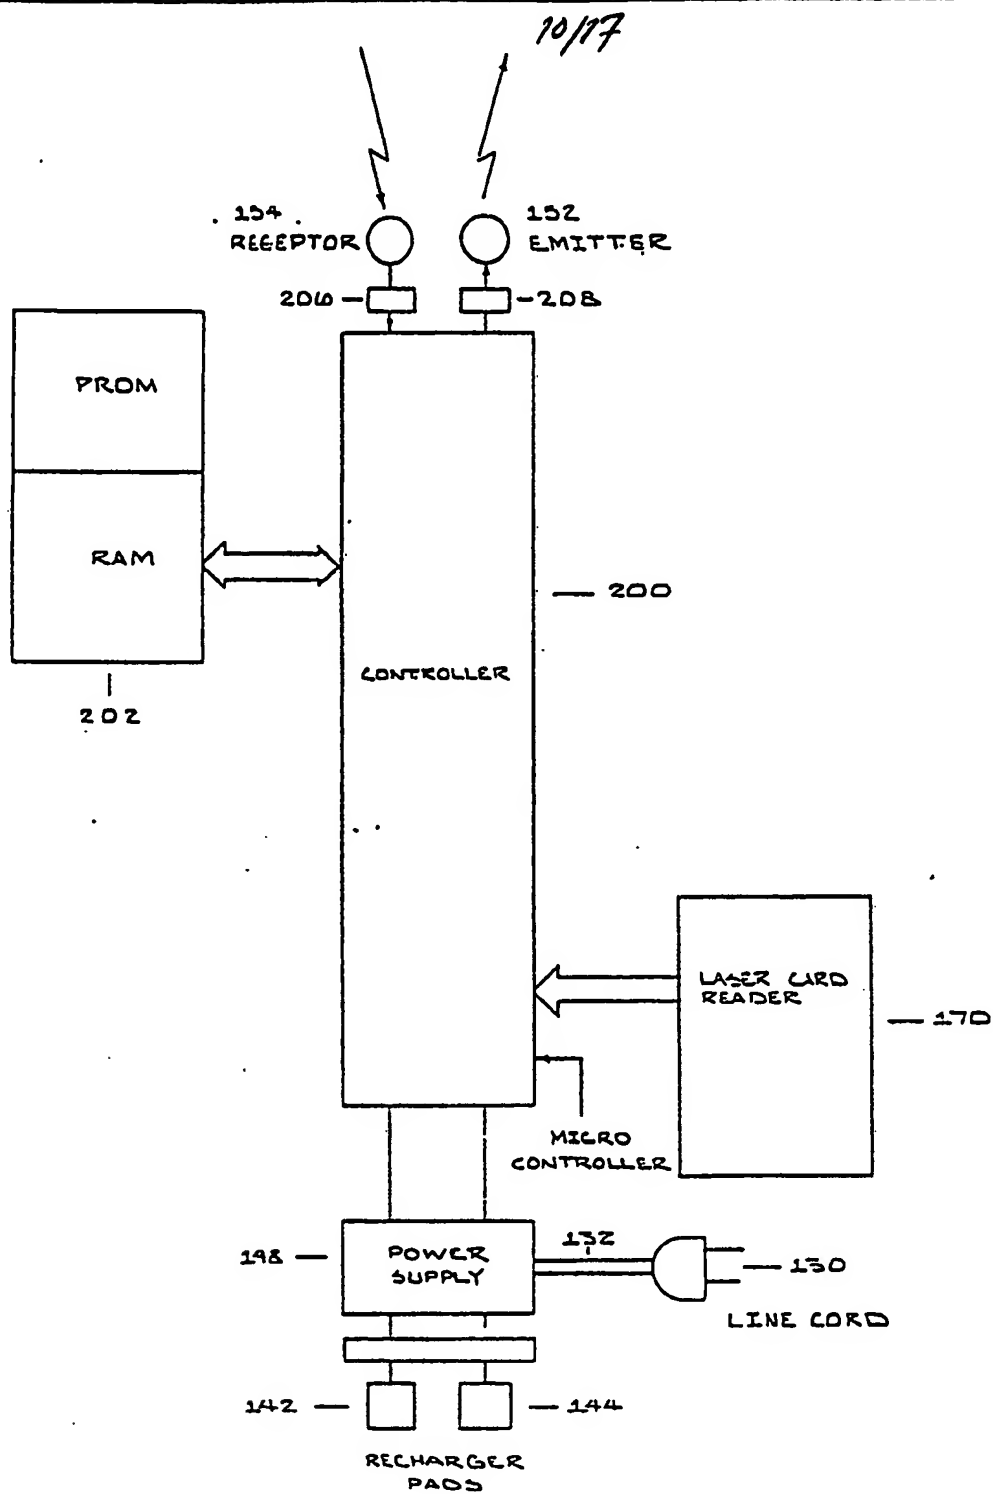 10/17
154
RECEPTOR
152
EMITTER
206
208
PROM
RAM
200
CONTROLLER
202
LASER CARD
READER
170
MICRO
CONTROLLER
198
POWER
SUPPLY
132
130
LINE CORD
142
144
RECHARGER
PADS